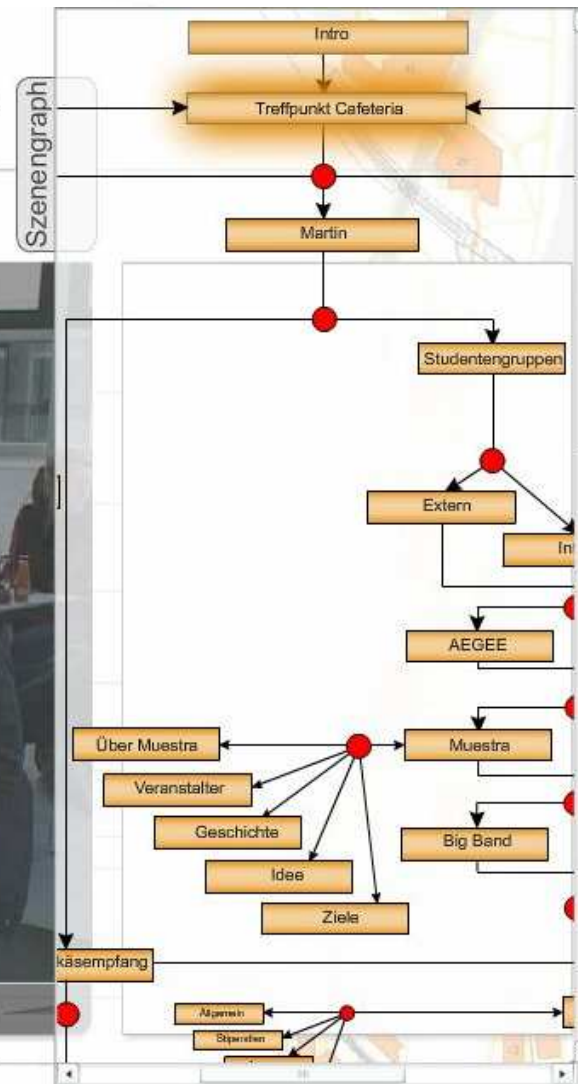 Szenengraph
Intro
Treffpunkt Cafeteria
Martin
Studentengruppen
Extern
AEGEE
Über Muestra
Muestra
Veranstalter
Geschichte
Big Band
Idee
Ziele
käsempfang
Allgemein
Stipendien